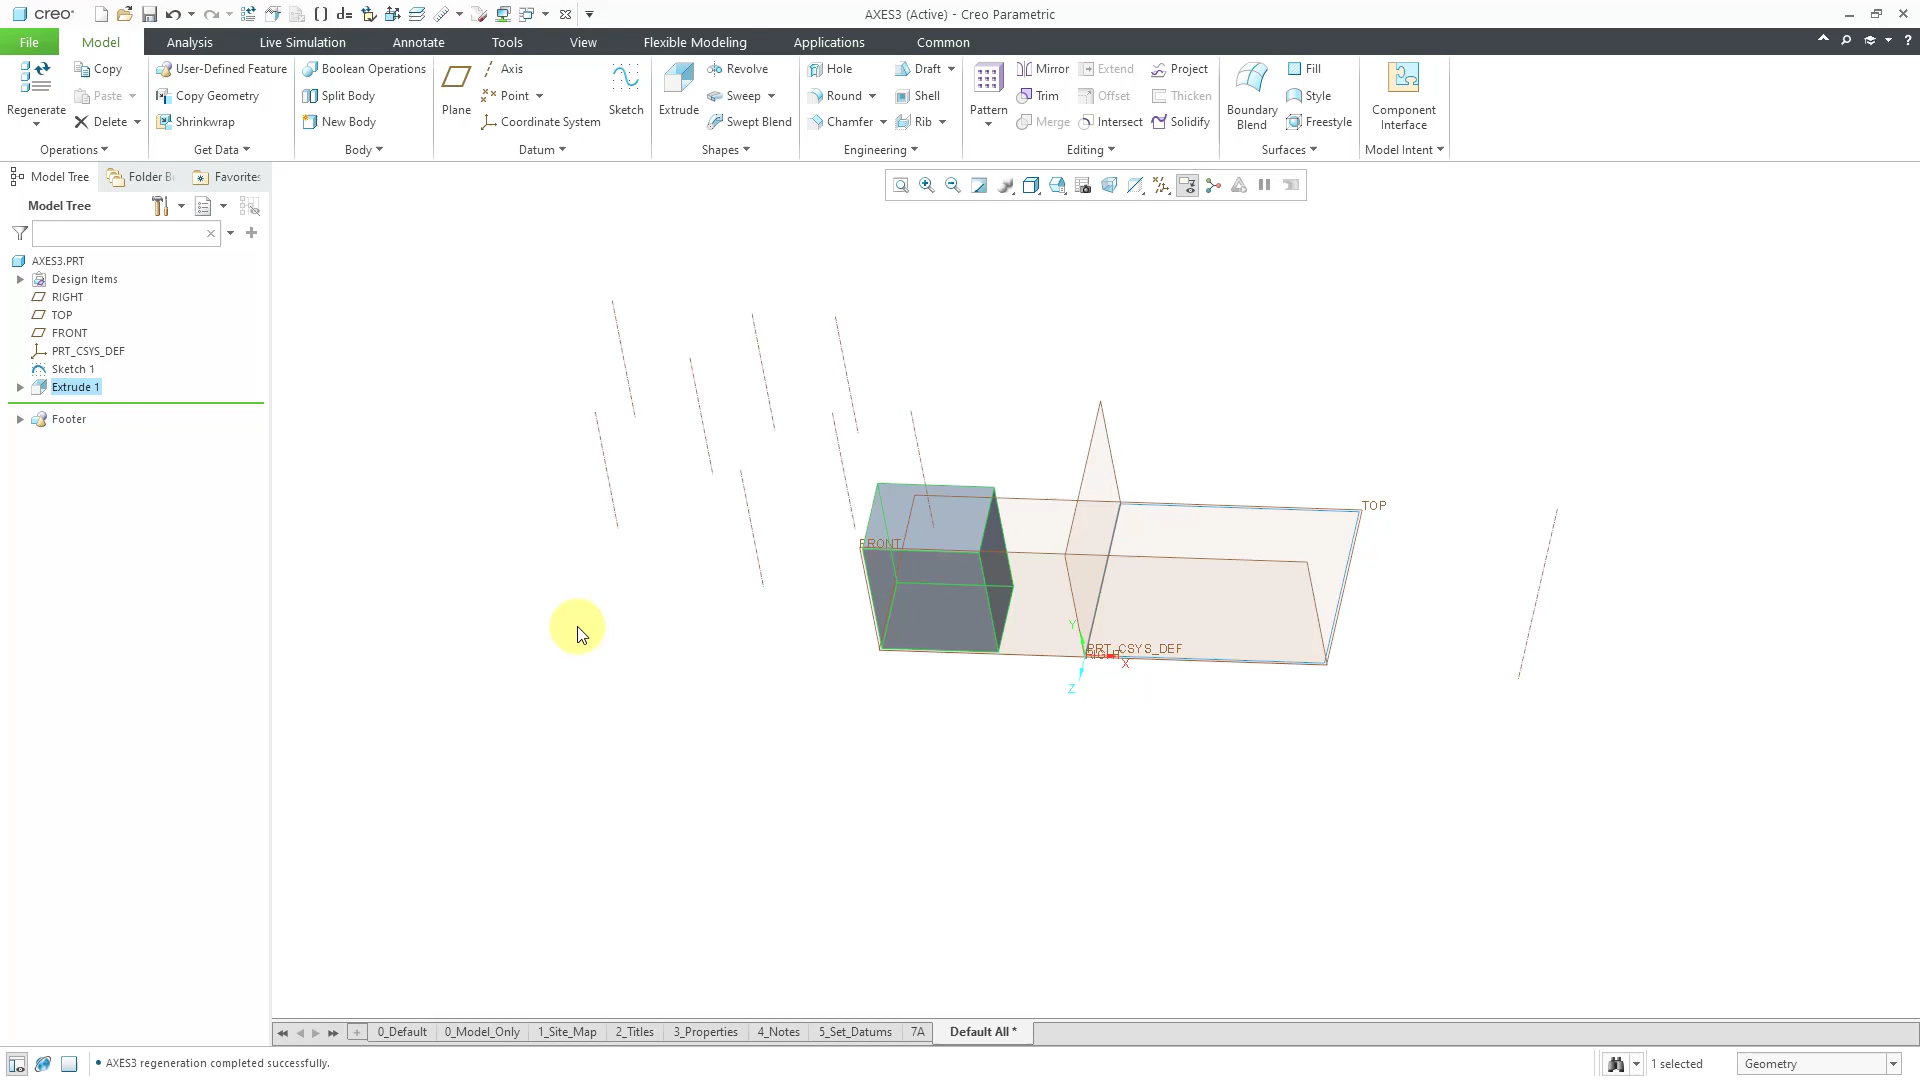 creo
AXES3 (Active) - Creo Parametric
File
Model
Analysis
Live Simulation
Annotate
Tools
View
Flexible Modeling
Applications
Common
Regenerate
Copy
Paste
Delete
Operations
User-Defined Feature
Copy Geometry
Shrinkwrap
Get Data
Boolean Operations
Split Body
New Body
Body
Plane
Axis
Point
Coordinate System
Sketch
Datum
Extrude
Revolve
Sweep
Swept Blend
Shapes
Hole
Round
Chamfer
Draft
Shell
Rib
Engineering
Pattern
Mirror
Trim
Merge
Extend
Offset
Intersect
Project
Thicken
Solidify
Editing
Boundary
Blend
Fill
Style
Freestyle
Surfaces
Component
Interface
Model Intent
Model Tree
Folder B
Favorites
Model Tree
AXES3.PRT
Design Items
RIGHT
TOP
FRONT
PRT_CSYS_DEF
Sketch 1
Extrude 1
Footer
TOP
FRONT
Y
PRT_CSYS_DEF
RIGHT
X
Z
0_Default
0_Model_Only
1_Site_Map
2_Titles
3_Properties
4_Notes
5_Set_Datums
7A
Default All *
• AXES3 regeneration completed successfully.
1 selected
Geometry